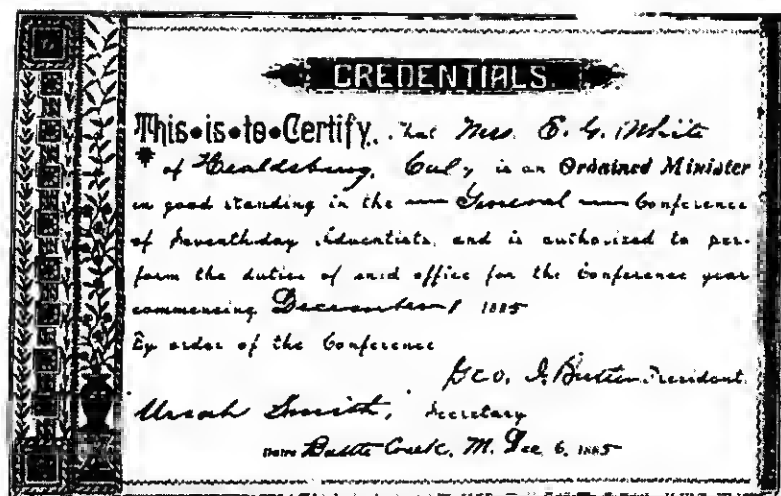 CREDENTIALS.
This is to Certify, That Mrs. E. G. White
of Healdsburg, Cal, is an Ordained Minister
in good standing in the General Conference
of Seventh-day Adventists, and is authorized to per-
form the duties of said office for the Conference year
commencing December 1885
By order of the Conference
Geo. I. Butler President.
Uriah Smith, Secretary
Battle Creek, M. Dec 6, 1885